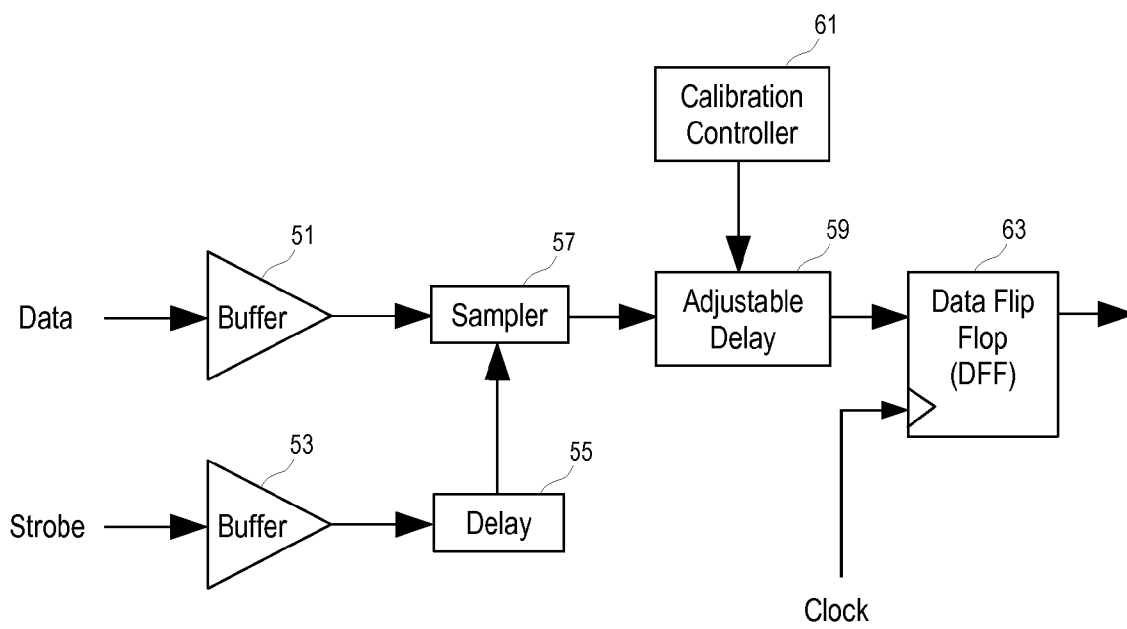 61
Calibration
Controller
51
57
59
63
Data
Buffer
Sampler
Adjustable
Delay
Data Flip
Flop
(DFF)
53
55
Strobe
Buffer
Delay
Clock